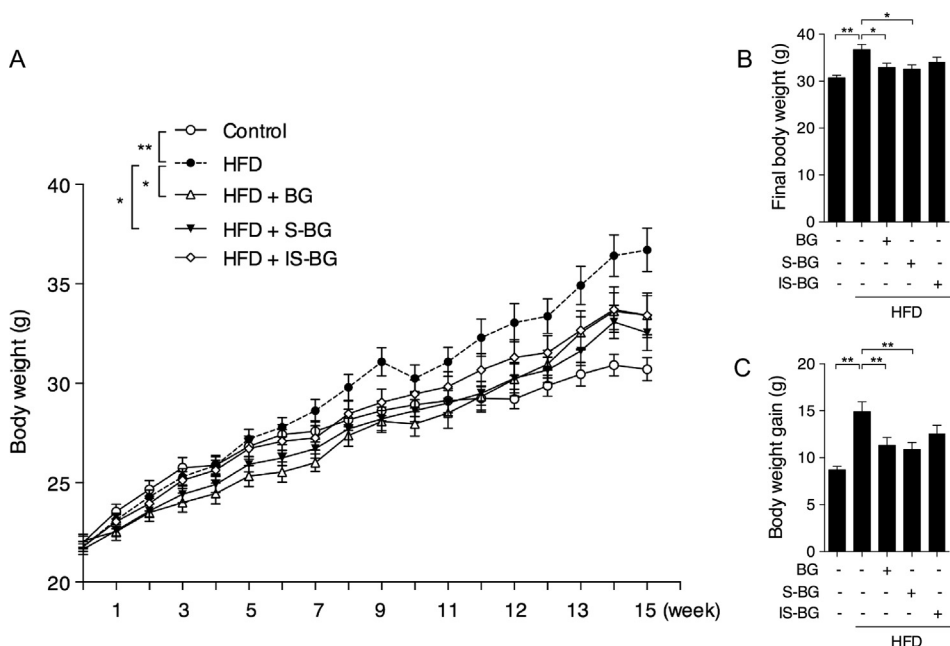 A
Body weight (g)
40
35
30
25
20
1 3 5 7 9 11 12 13 15 (week)
** Control
HFD
* HFD + BG
* HFD + S-BG
HFD + IS-BG
B
Final body weight (g)
40
30
20
10
0
** * *
BG - - + - -
S-BG - - - + -
IS-BG - - - - +
HFD
C
Body weight gain (g)
20
15
10
5
0
** ** **
BG - - + - -
S-BG - - - + -
IS-BG - - - - +
HFD